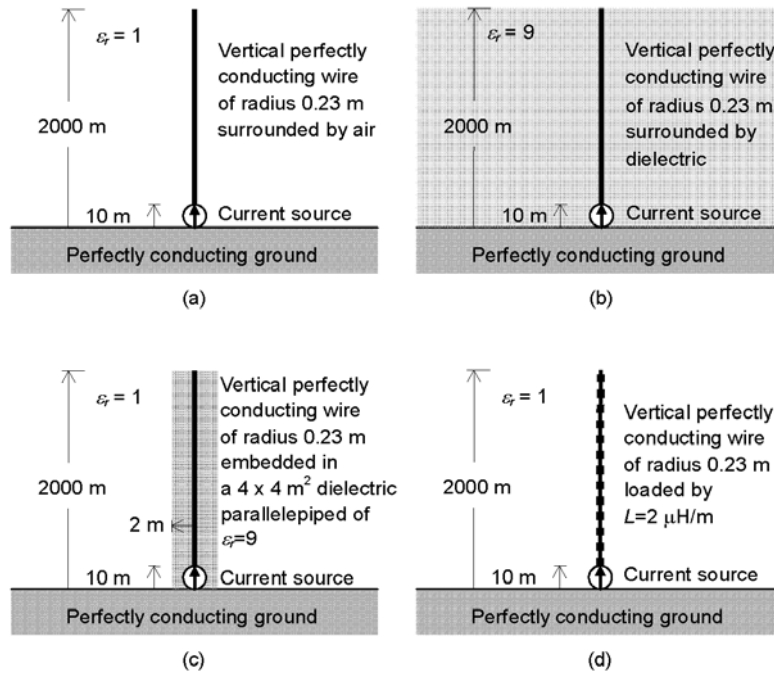 εr = 1
Vertical perfectly
conducting wire
of radius 0.23 m
surrounded by air
2000 m
10 m
Current source
Perfectly conducting ground
(a)
εr = 9
Vertical perfectly
conducting wire
of radius 0.23 m
surrounded by
dielectric
2000 m
10 m
Current source
Perfectly conducting ground
(b)
εr = 1
Vertical perfectly
conducting wire
of radius 0.23 m
embedded in
a 4 x 4 m² dielectric
parallelepiped of
εr=9
2000 m
2 m
10 m
Current source
Perfectly conducting ground
(c)
εr = 1
Vertical perfectly
conducting wire
of radius 0.23 m
loaded by
L=2 μH/m
2000 m
10 m
Current source
Perfectly conducting ground
(d)